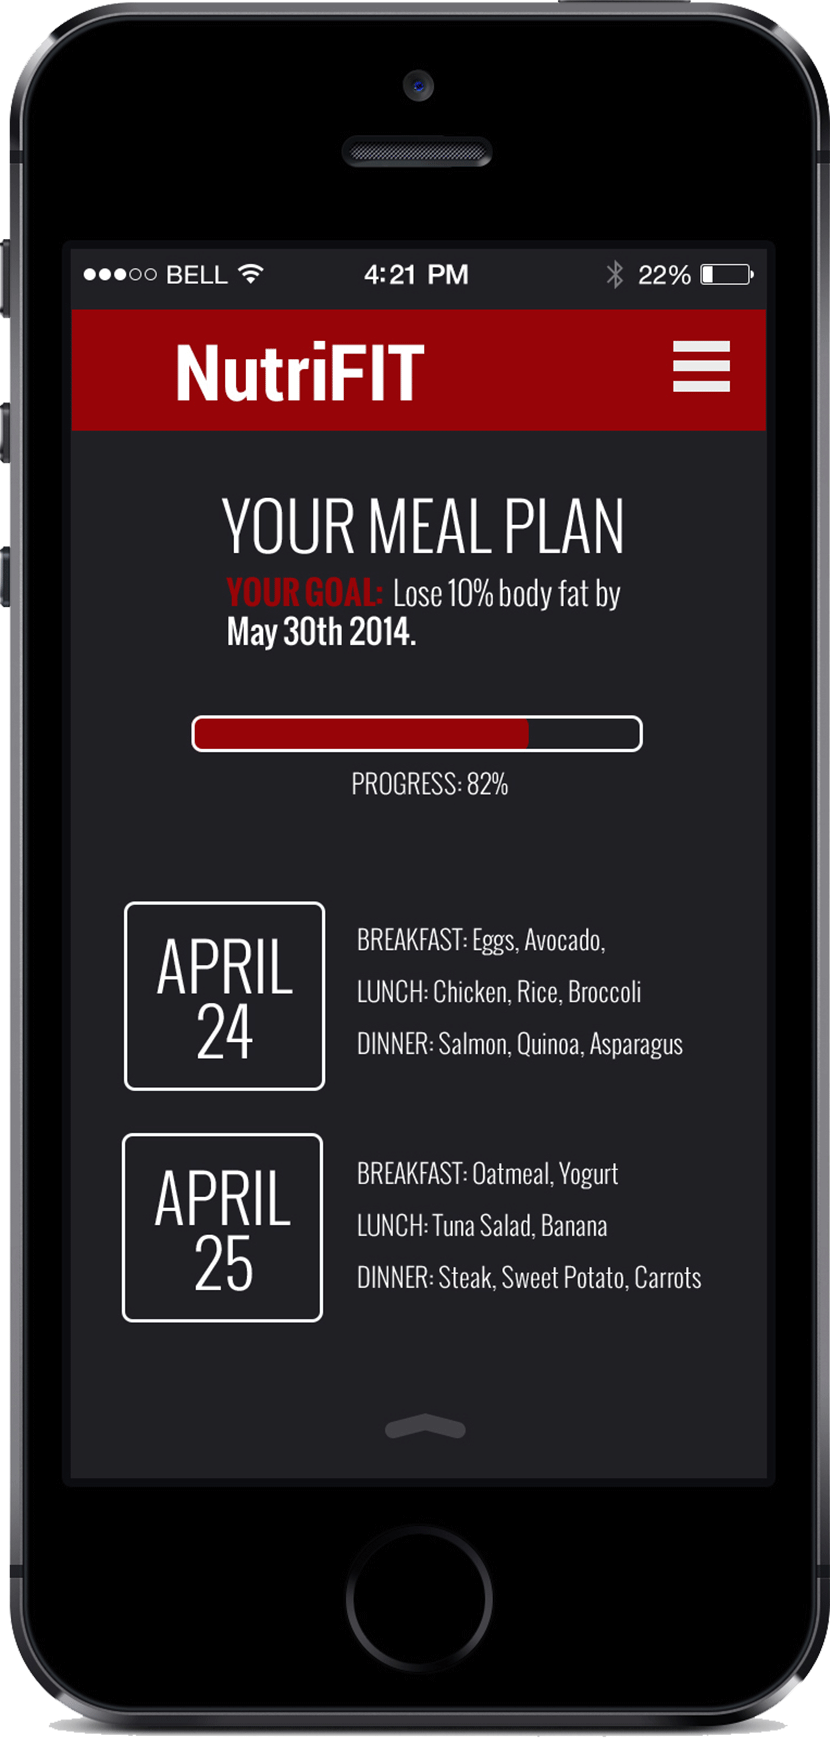 BELL 4:21 PM 22%
NutriFIT
YOUR MEAL PLAN
YOUR GOAL: Lose 10% body fat by
May 30th 2014.
PROGRESS: 82%
APRIL
24
BREAKFAST: Eggs, Avocado,
LUNCH: Chicken, Rice, Broccoli
DINNER: Salmon, Quinoa, Asparagus
APRIL
25
BREAKFAST: Oatmeal, Yogurt
LUNCH: Tuna Salad, Banana
DINNER: Steak, Sweet Potato, Carrots